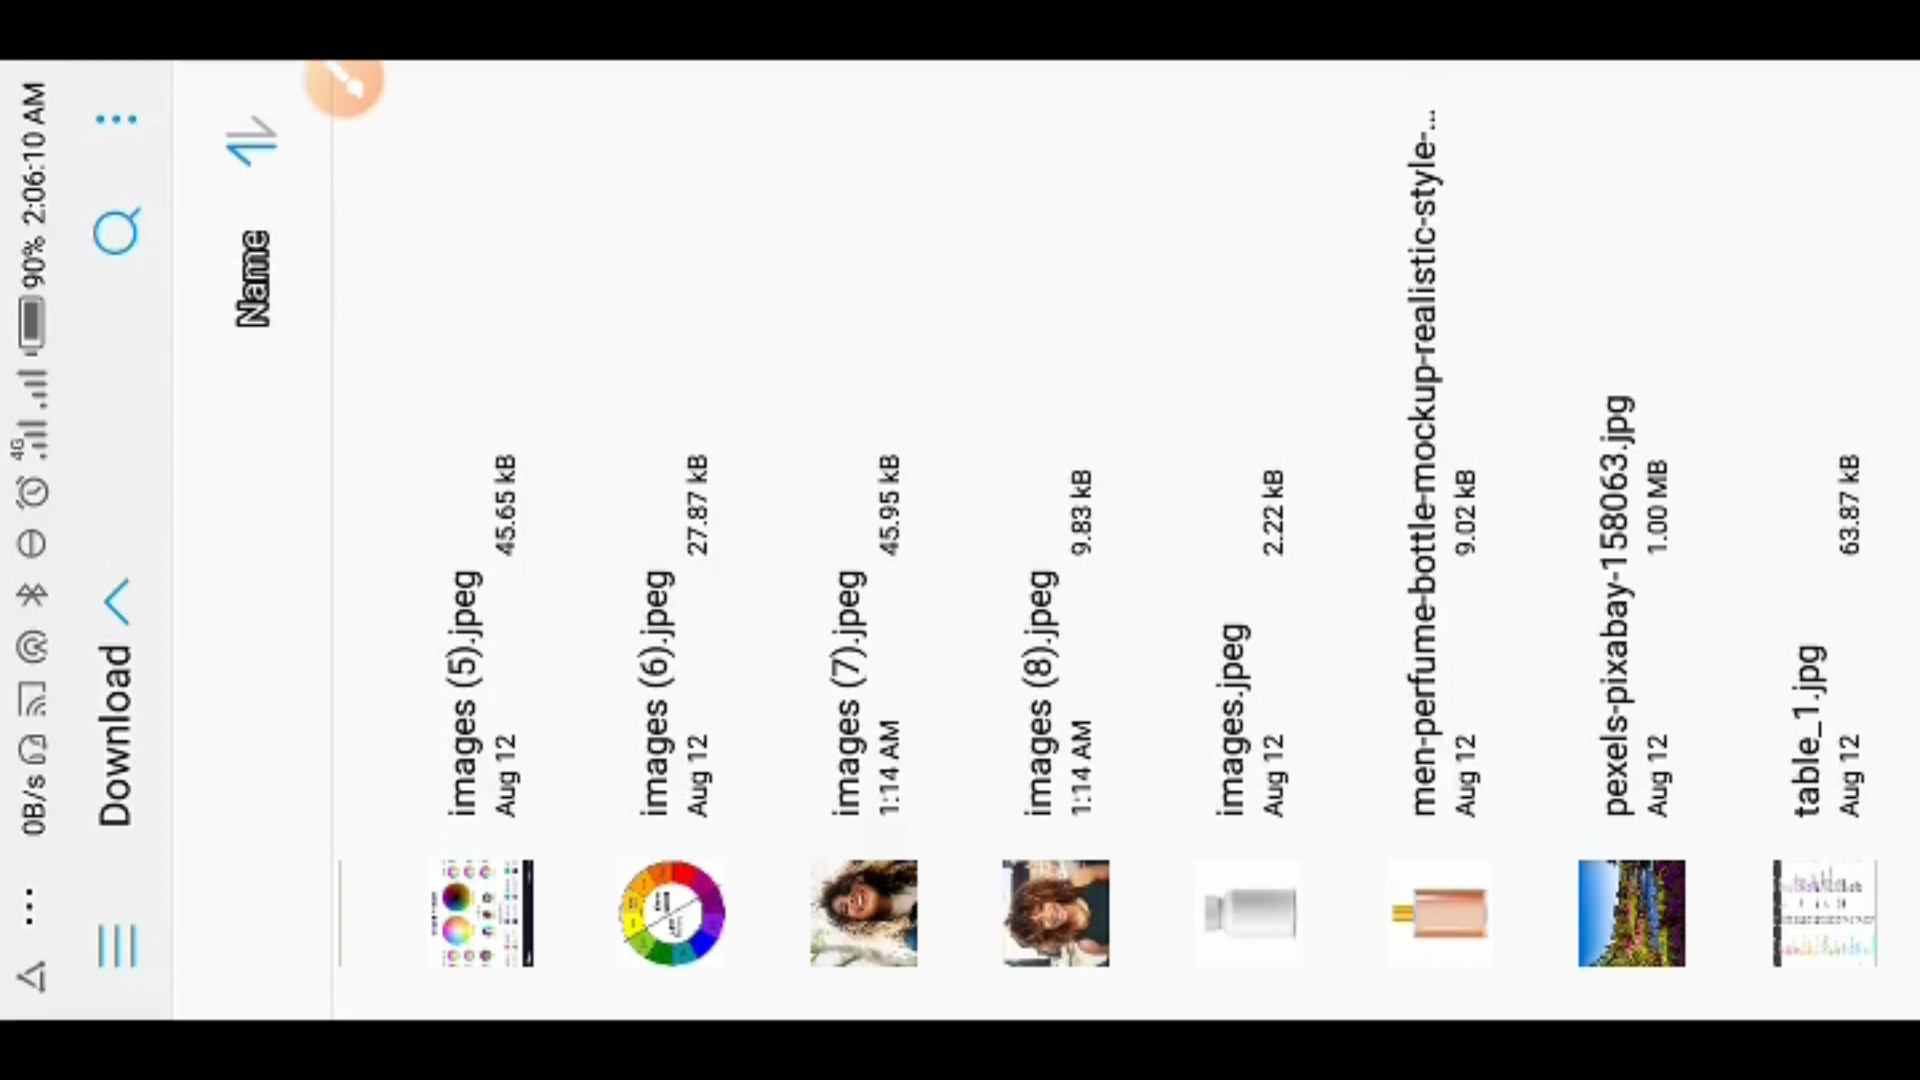 0B/s 4G 90% 2:06:10 AM
Download
Name
images (5).jpeg
Aug 12 45.65 kB
images (6).jpeg
Aug 12 27.87 kB
images (7).jpeg
1:14 AM 45.95 kB
images (8).jpeg
1:14 AM 9.83 kB
images.jpeg
Aug 12 2.22 kB
men-perfume-bottle-mockup-realistic-style-...
Aug 12 9.02 kB
pexels-pixabay-158063.jpg
Aug 12 1.00 MB
table_1.jpg
Aug 12 63.87 kB